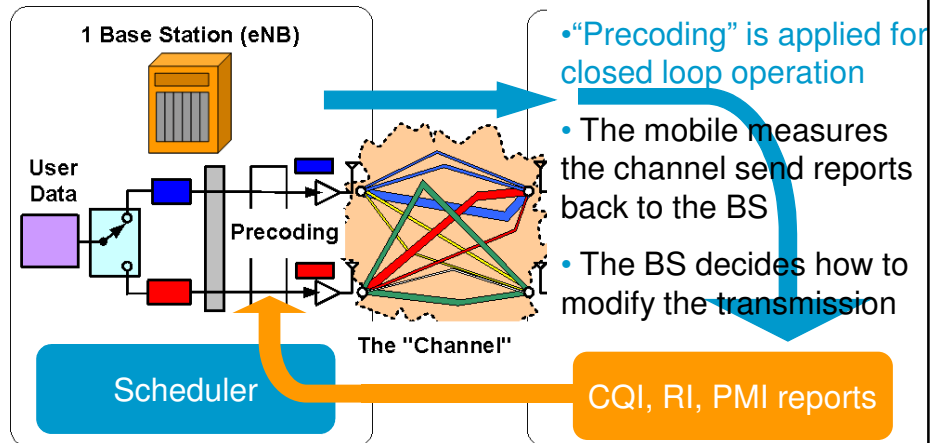 1 Base Station (eNB)
•“Precoding” is applied for
closed loop operation
• The mobile measures
the channel send reports
back to the BS
• The BS decides how to
modify the transmission
User
Data
Precoding
The "Channel"
Scheduler
CQI, RI, PMI reports